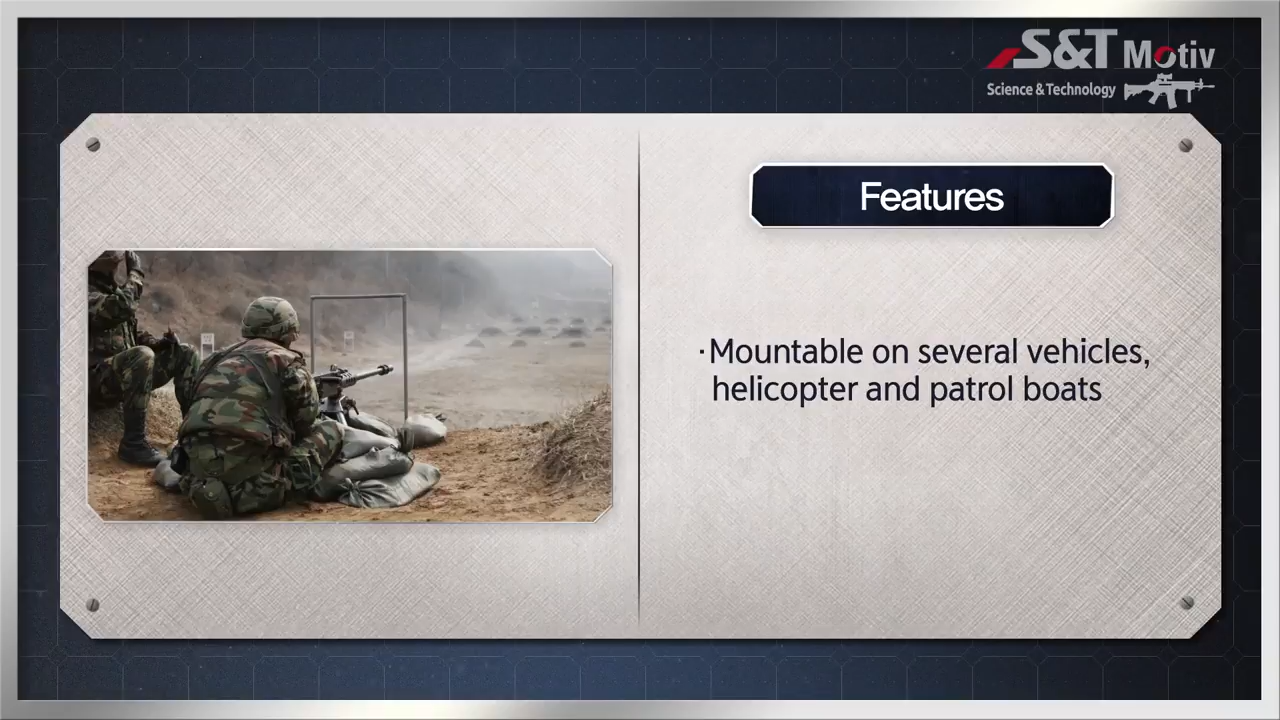 S&T Motiv
Science & Technology
Features
·Mountable on several vehicles,
helicopter and patrol boats